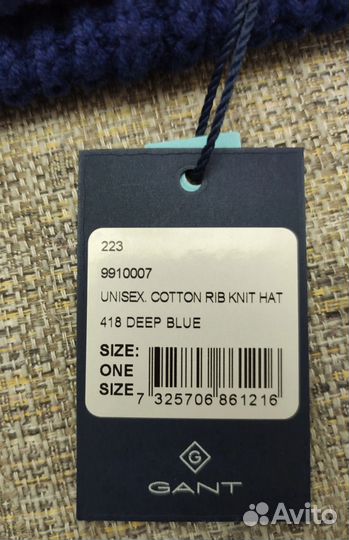 223
9910007
UNISEX. COTTON RIB KNIT HAT
418 DEEP BLUE
SIZE:
ONE
SIZE
7 325706 861216
G
GANT
Avito